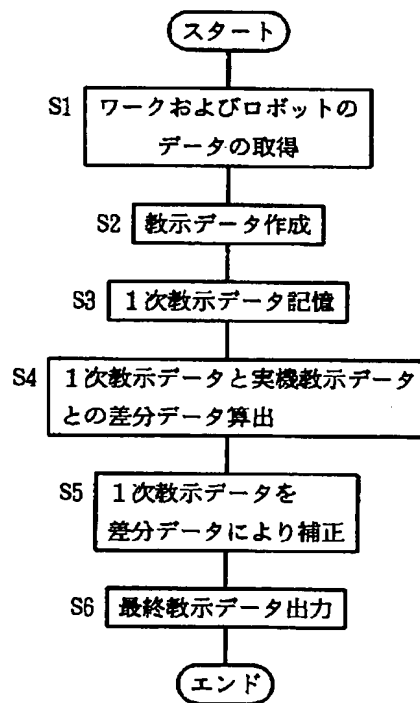 スタート
S1 ワークおよびロボットの
データの取得
S2 教示データ作成
S3 1次教示データ記憶
S4 1次教示データと実機教示データ
との差分データ算出
S5 1次教示データを
差分データにより補正
S6 最終教示データ出力
エンド